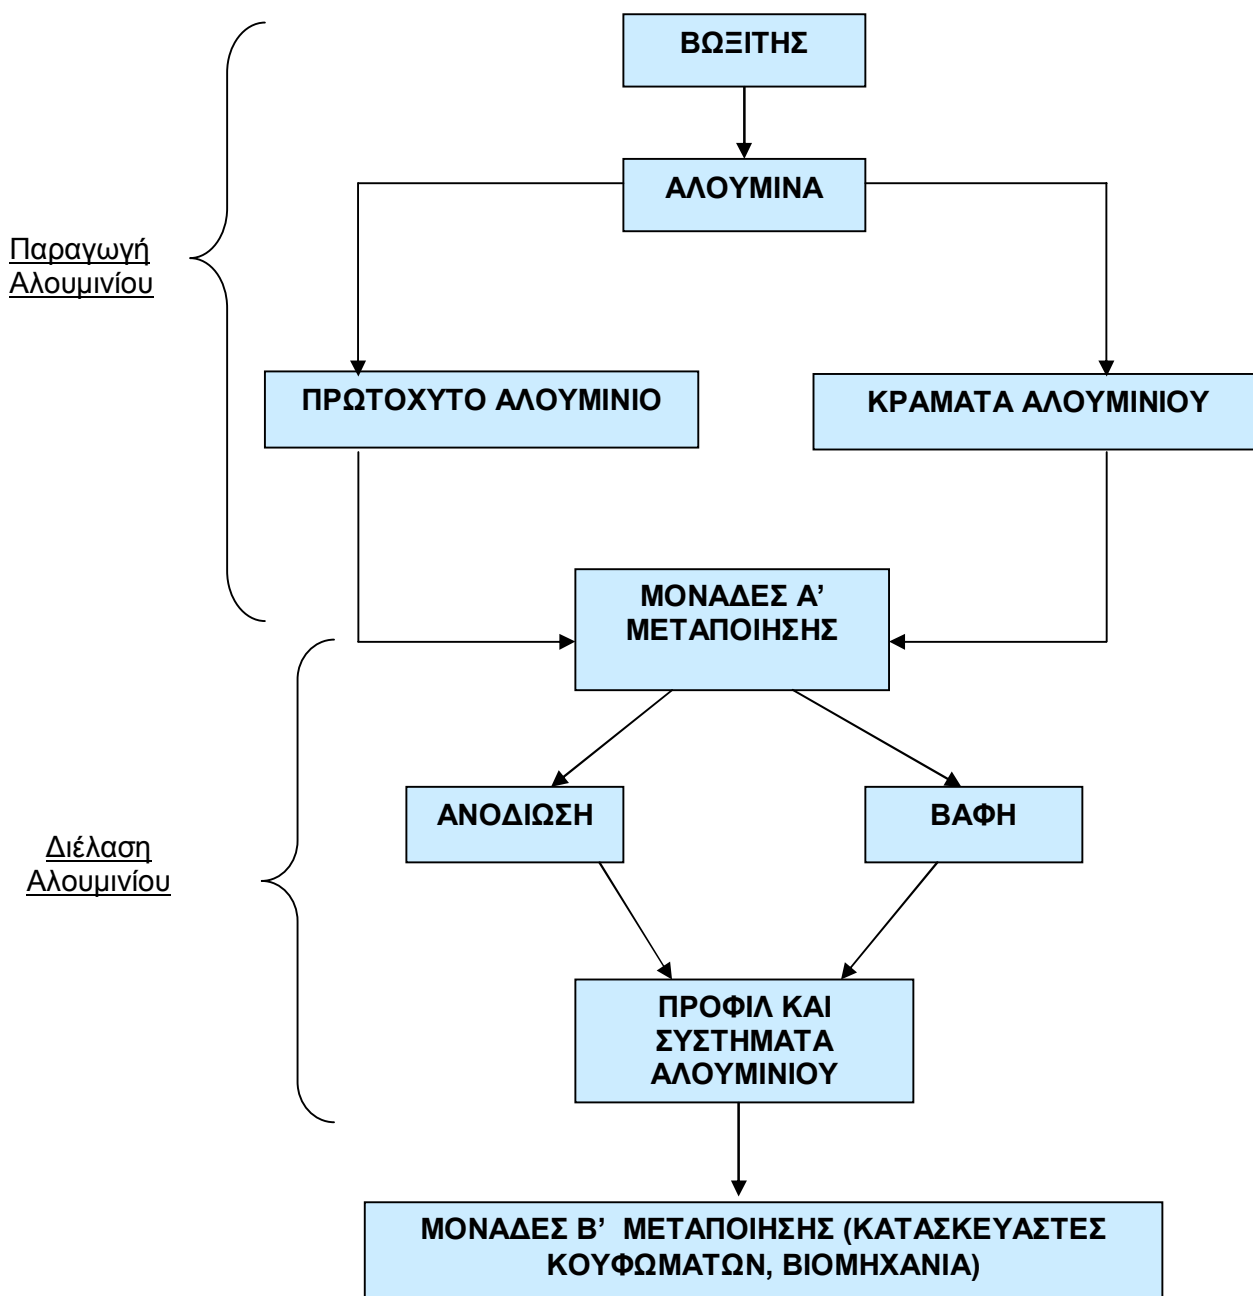 ΒΩΞΙΤΗΣ
ΑΛΟΥΜΙΝΑ
Παραγωγή
Αλουμινίου
ΠΡΩΤΟΧΥΤΟ ΑΛΟΥΜΙΝΙΟ
ΚΡΑΜΑΤΑ ΑΛΟΥΜΙΝΙΟΥ
ΜΟΝΑΔΕΣ Α’
ΜΕΤΑΠΟΙΗΣΗΣ
ΑΝΟΔΙΩΣΗ
ΒΑΦΗ
Διέλαση
Αλουμινίου
ΠΡΟΦΙΛ ΚΑΙ
ΣΥΣΤΗΜΑΤΑ
ΑΛΟΥΜΙΝΙΟΥ
ΜΟΝΑΔΕΣ Β’ ΜΕΤΑΠΟΙΗΣΗΣ (ΚΑΤΑΣΚΕΥΑΣΤΕΣ
ΚΟΥΦΩΜΑΤΩΝ, ΒΙΟΜΗΧΑΝΙΑ)